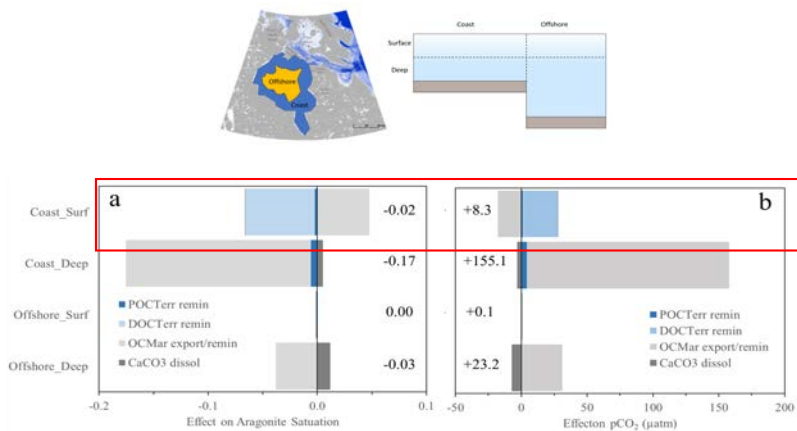 Coast Offshore
Surface
Deep
Offshore
Coast
a
b
Coast_Surf
-0.02
+8.3
Coast_Deep
-0.17
+155.1
POCTerr remin
DOCTerr remin
OCMar export/remin
CaCO3 dissol
Offshore_Surf
0.00
+0.1
POCTerr remin
DOCTerr remin
OCMar export/remin
CaCO3 dissol
Offshore_Deep
-0.03
+23.2
-0.2 -0.1 0.0 0.1
-50 0 50 100 150 200
Effect on Aragonite Satuation
Effecton pCO₂ (µatm)